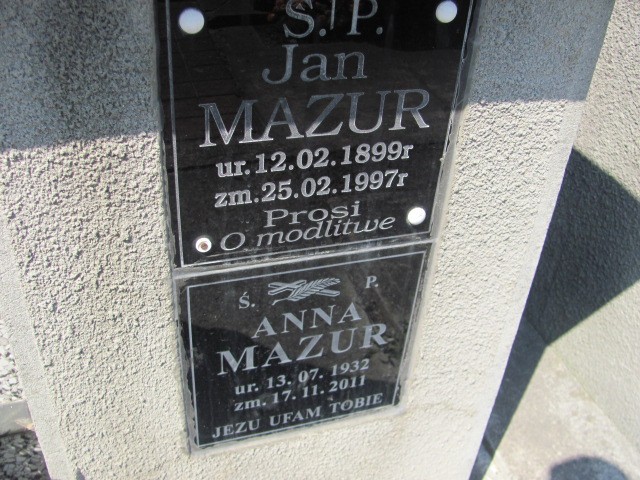 Ś.†P.
Jan
MAZUR
ur.12.02.1899r
zm.25.02.1997r
Prosi
O modlitwe
Ś. P.
ANNA
MAZUR
ur. 13. 07. 1932
zm. 17. 11. 2011
JEZU UFAM TOBIE